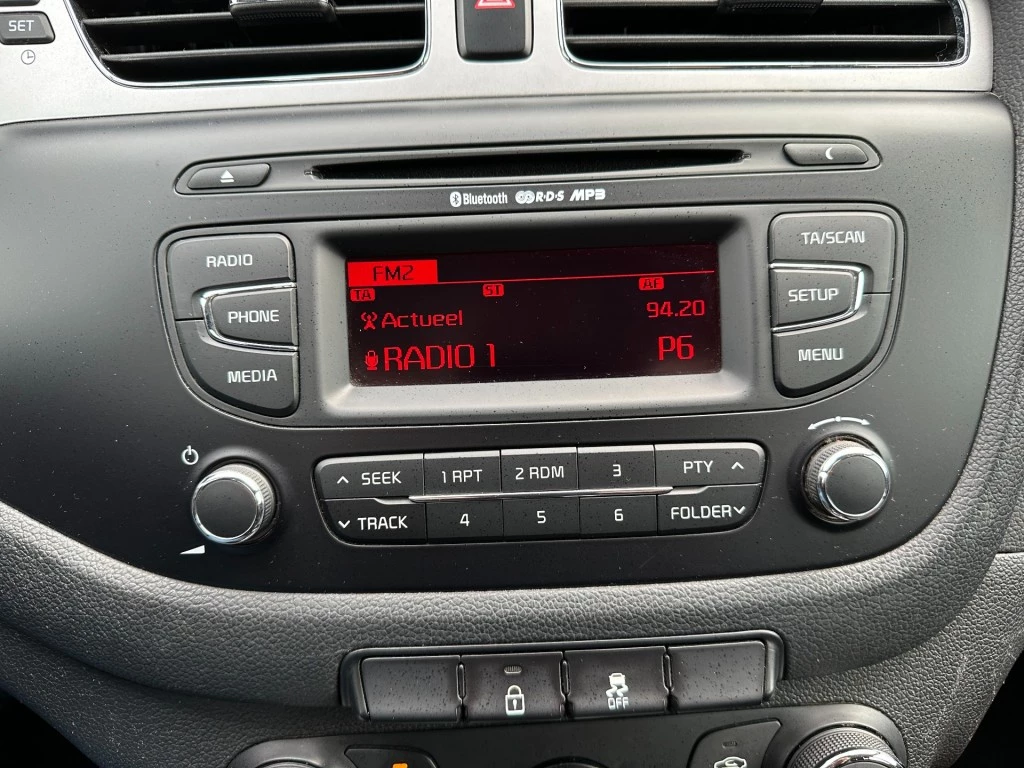 SET
Bluetooth R·D·S MP3
RADIO
PHONE
MEDIA
FM2
TA ST AF
Actueel 94.20
RADIO 1 P6
TA/SCAN
SETUP
MENU
SEEK 1 RPT 2 RDM 3 PTY
TRACK 4 5 6 FOLDER
OFF